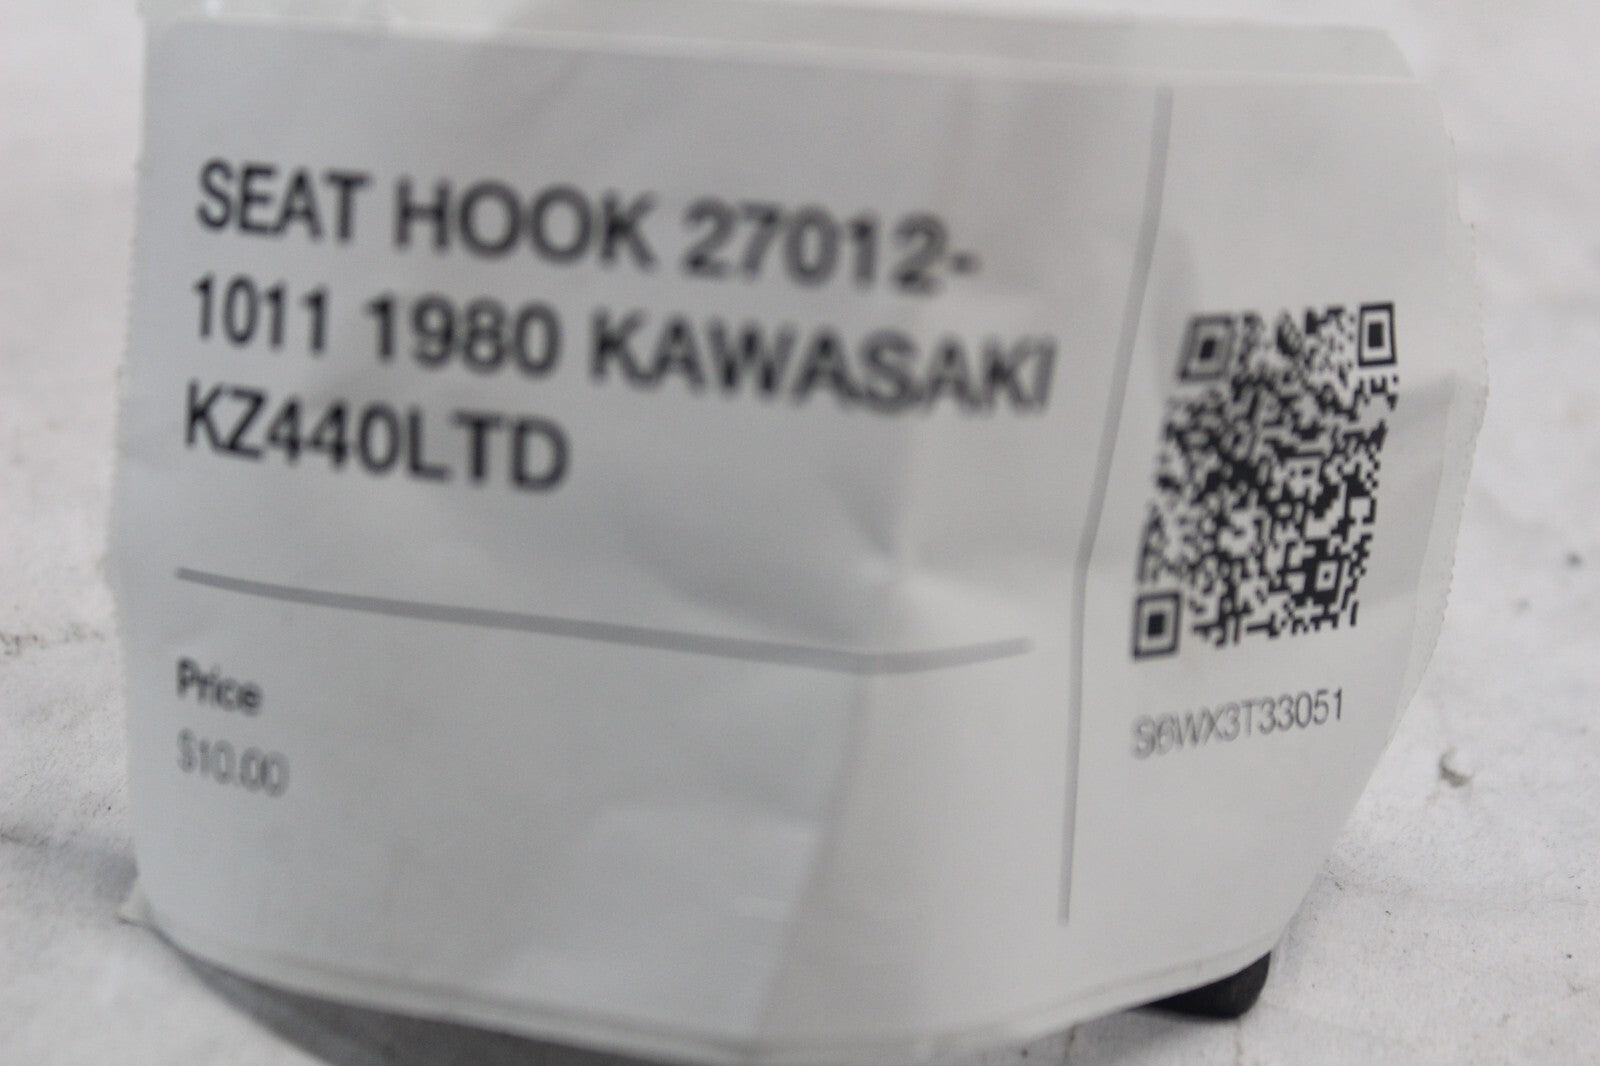 SEAT HOOK 27012-
1011 1980 KAWASAKI
KZ440LTD
Price
$10.00
S6WX3T33051